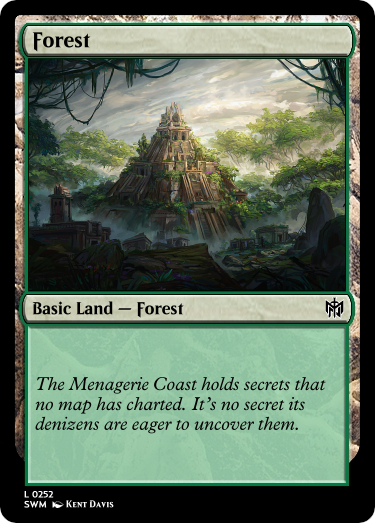 Forest
Basic Land — Forest
The Menagerie Coast holds secrets that
no map has charted. It's no secret its
denizens are eager to uncover them.
L 0252
SWM Kent Davis